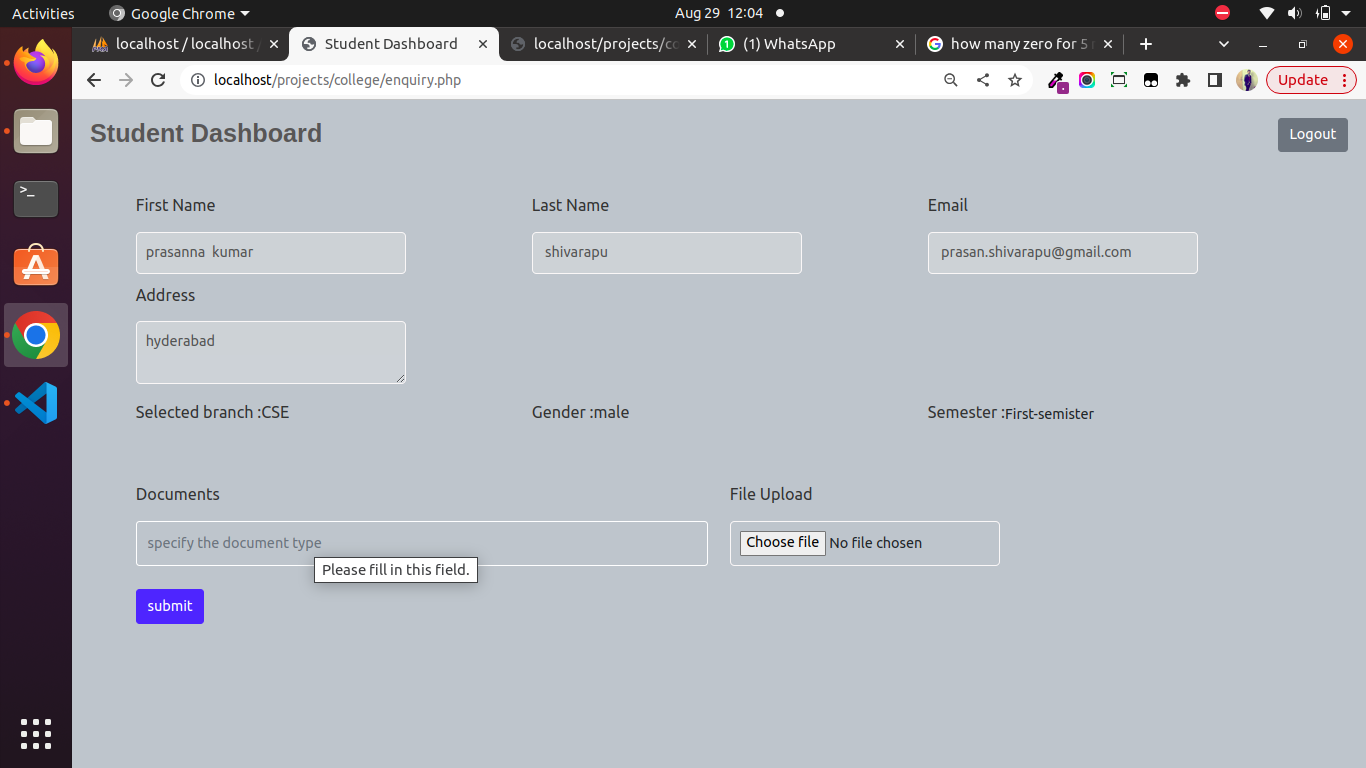 Activities Google Chrome Aug 29 12:04
localhost / localhost / Student Dashboard localhost/projects/co (1) WhatsApp how many zero for 5
localhost/projects/college/enquiry.php Update
Student Dashboard Logout
First Name Last Name Email
prasanna kumar shivarapu prasan.shivarapu@gmail.com
Address
hyderabad
Selected branch :CSE Gender :male Semester :First-semister
Documents File Upload
specify the document type Choose file No file chosen
Please fill in this field.
submit